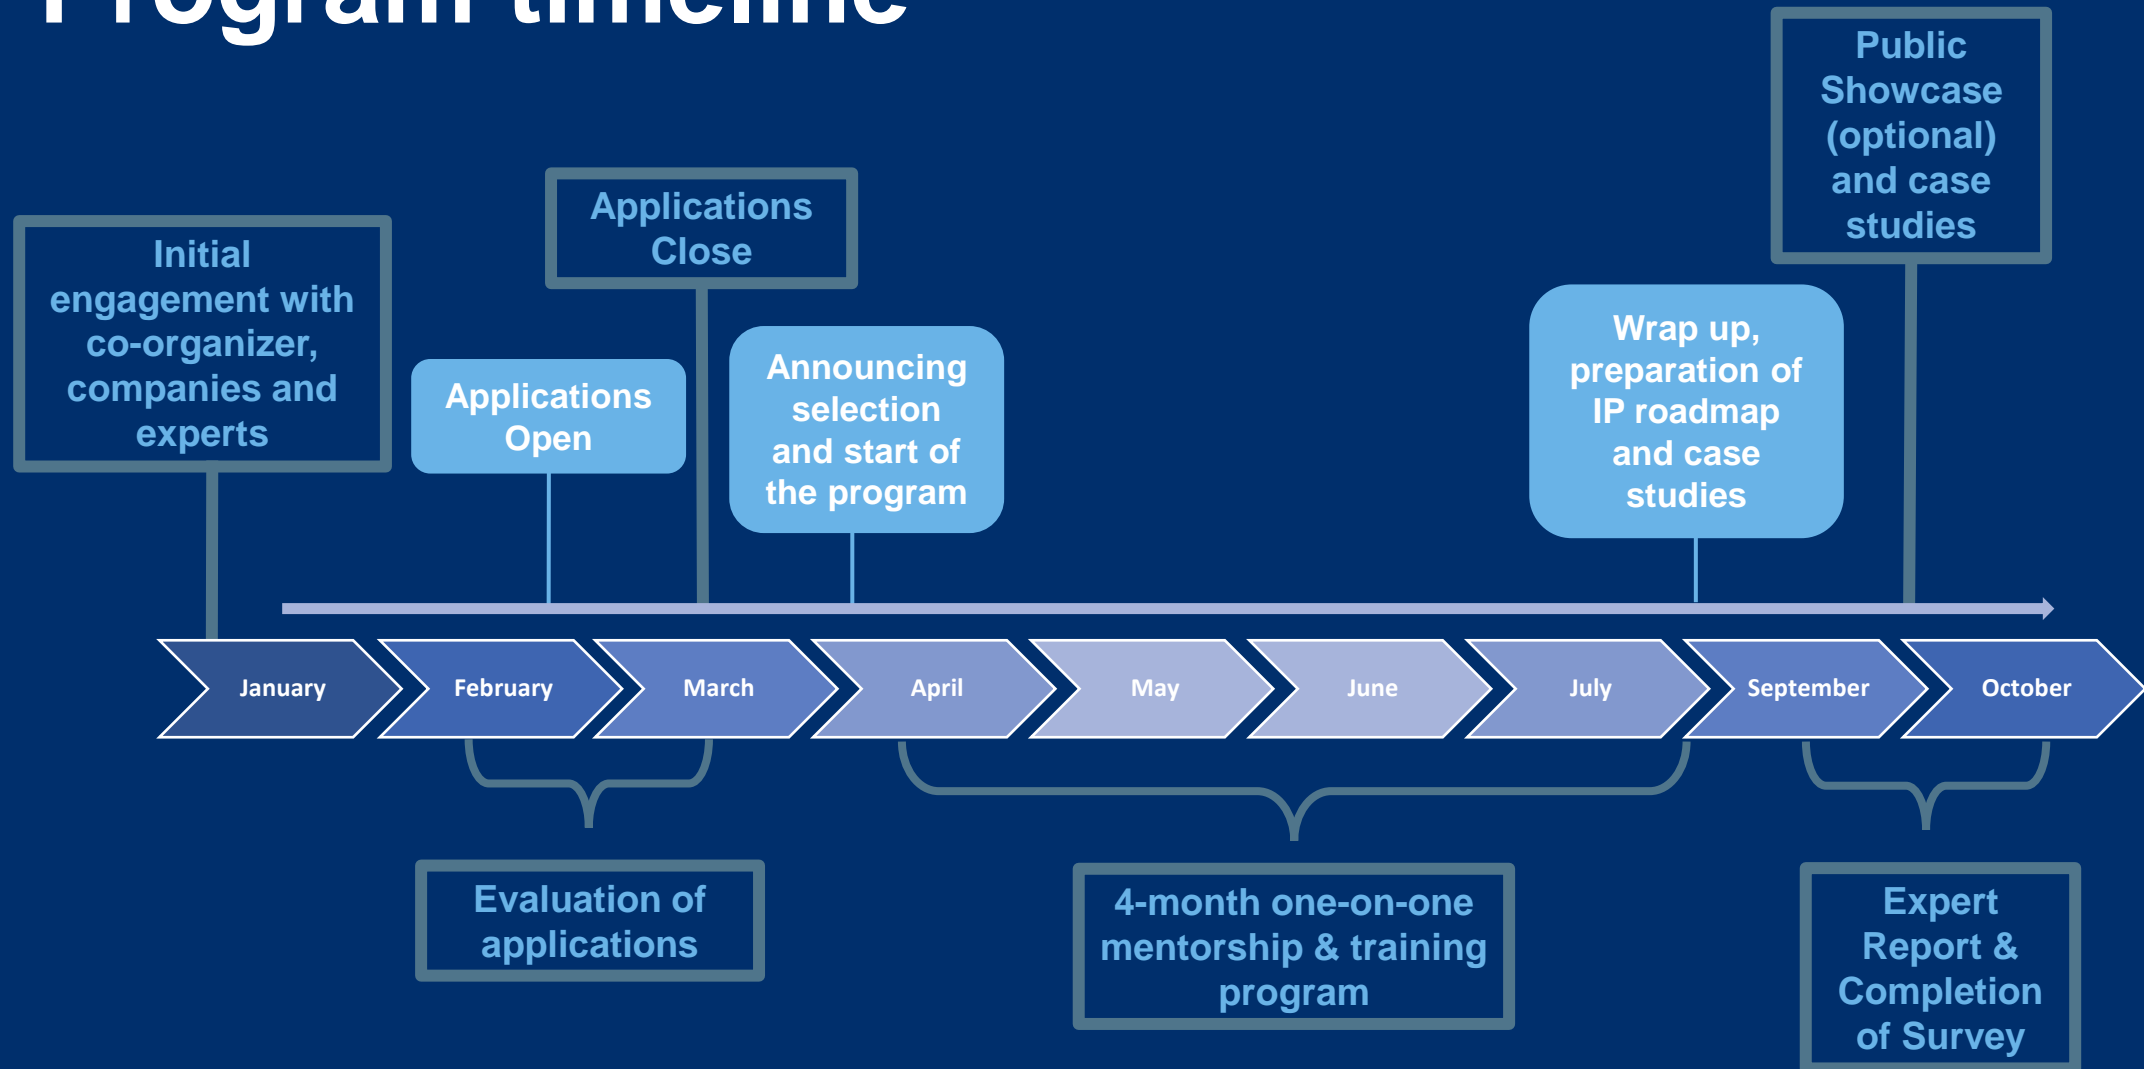 Program timeline
Public
Showcase
(optional)
and case
studies
Applications
Close
Initial
engagement with
co-organizer,
companies and
experts
Wrap up,
preparation of
IP roadmap
and case
studies
Announcing
selection
and start of
the program
Applications
Open
January
February
March
April
May
June
July
September
October
Evaluation of
applications
4-month one-on-one
mentorship & training
program
Expert
Report &
Completion
of Survey